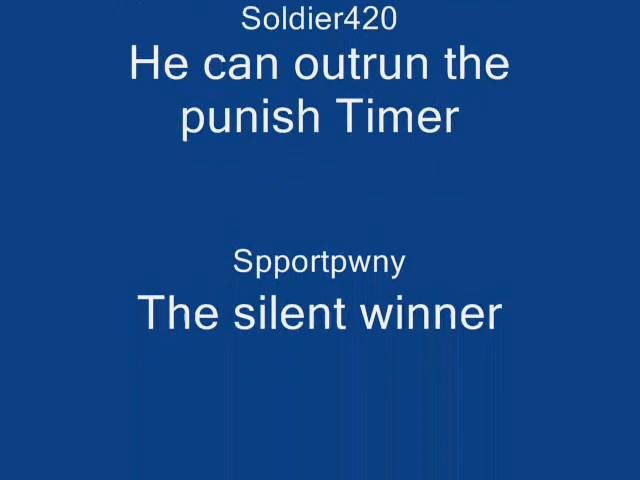 Soldier420
He can outrun the
punish Timer
Spportpwny
The silent winner